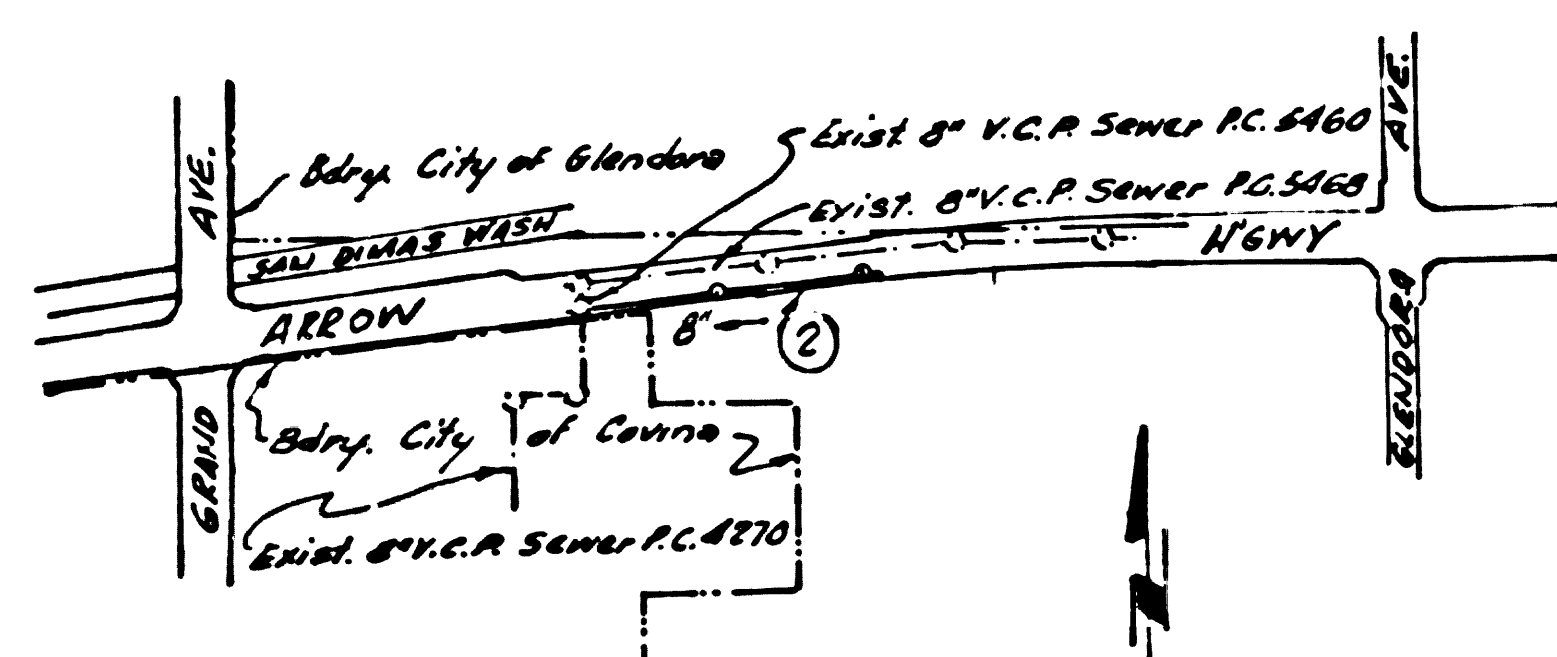 Exist. 8" V.C.P. Sewer P.C. 5460
AVE.
AVE.
Bdry. City of Glendora
Exist. 8" V.C.P. Sewer P.C. 5468
SAN DIMAS WASH
H'GWY
ARROW
8"
2
GLENDORA
GRAND
Bdry. City of Covina
Exist. 8" V.C.P. Sewer P.C. 4270